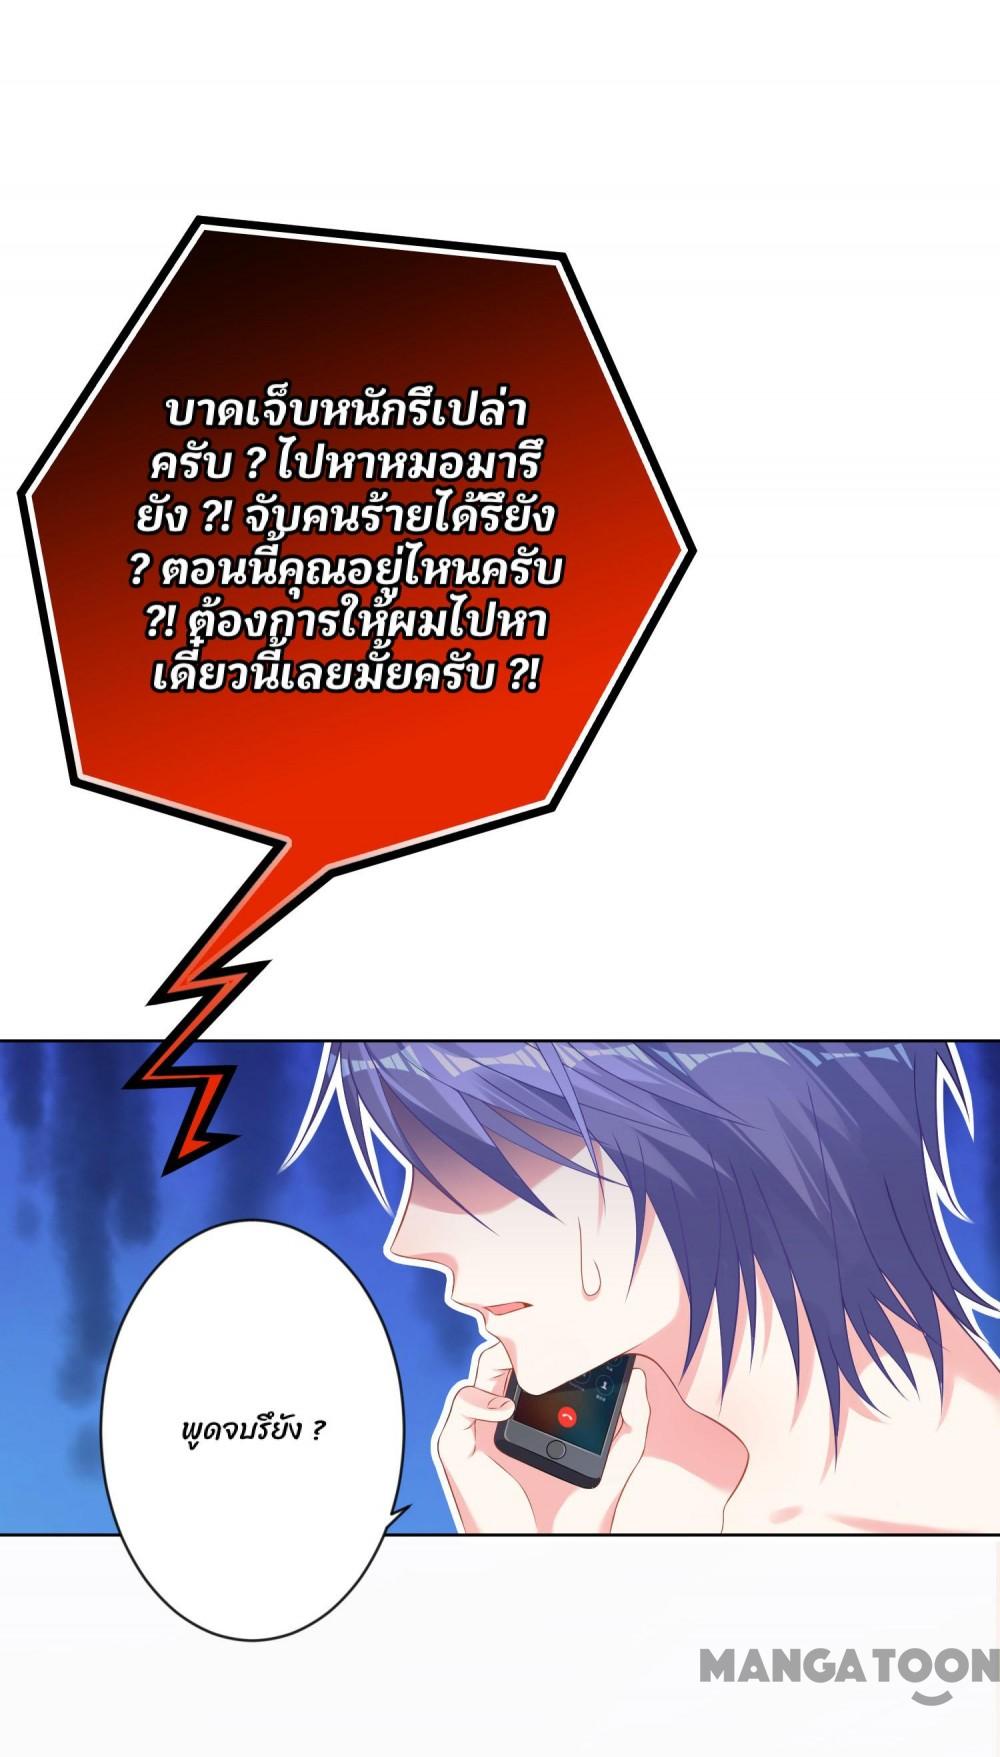 บาดเจ็บหนักรึเปล่า
ครับ ? ไปหาหมอมารึ
ยัง ?! จับคนร้ายได้รึยัง
? ตอนนี้คุณอยู่ไหนครับ
?! ต้องการให้ผมไปหา
เดี๋ยวนี้เลยมั้ยครับ ?!
พูดจบรึยัง ?
MANGA TOON